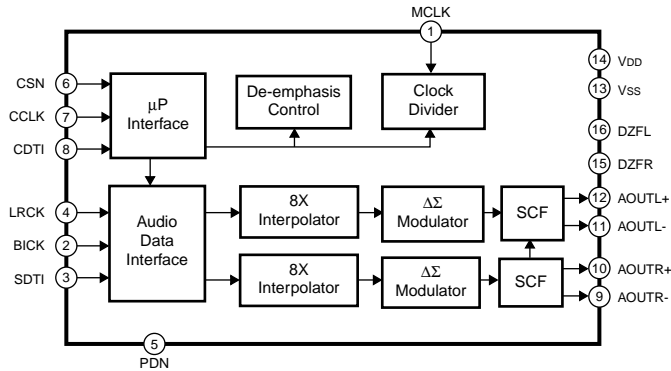 MCLK
1
CSN
6
CCLK
7
CDTI
8
μP
Interface
De-emphasis
Control
Clock
Divider
14
VDD
13
VSS
16
DZFL
15
DZFR
LRCK
4
BICK
2
SDTI
3
Audio
Data
Interface
8X
Interpolator
ΔΣ
Modulator
SCF
12
AOUTL+
11
AOUTL-
8X
Interpolator
ΔΣ
Modulator
SCF
10
AOUTR+
9
AOUTR-
5
PDN